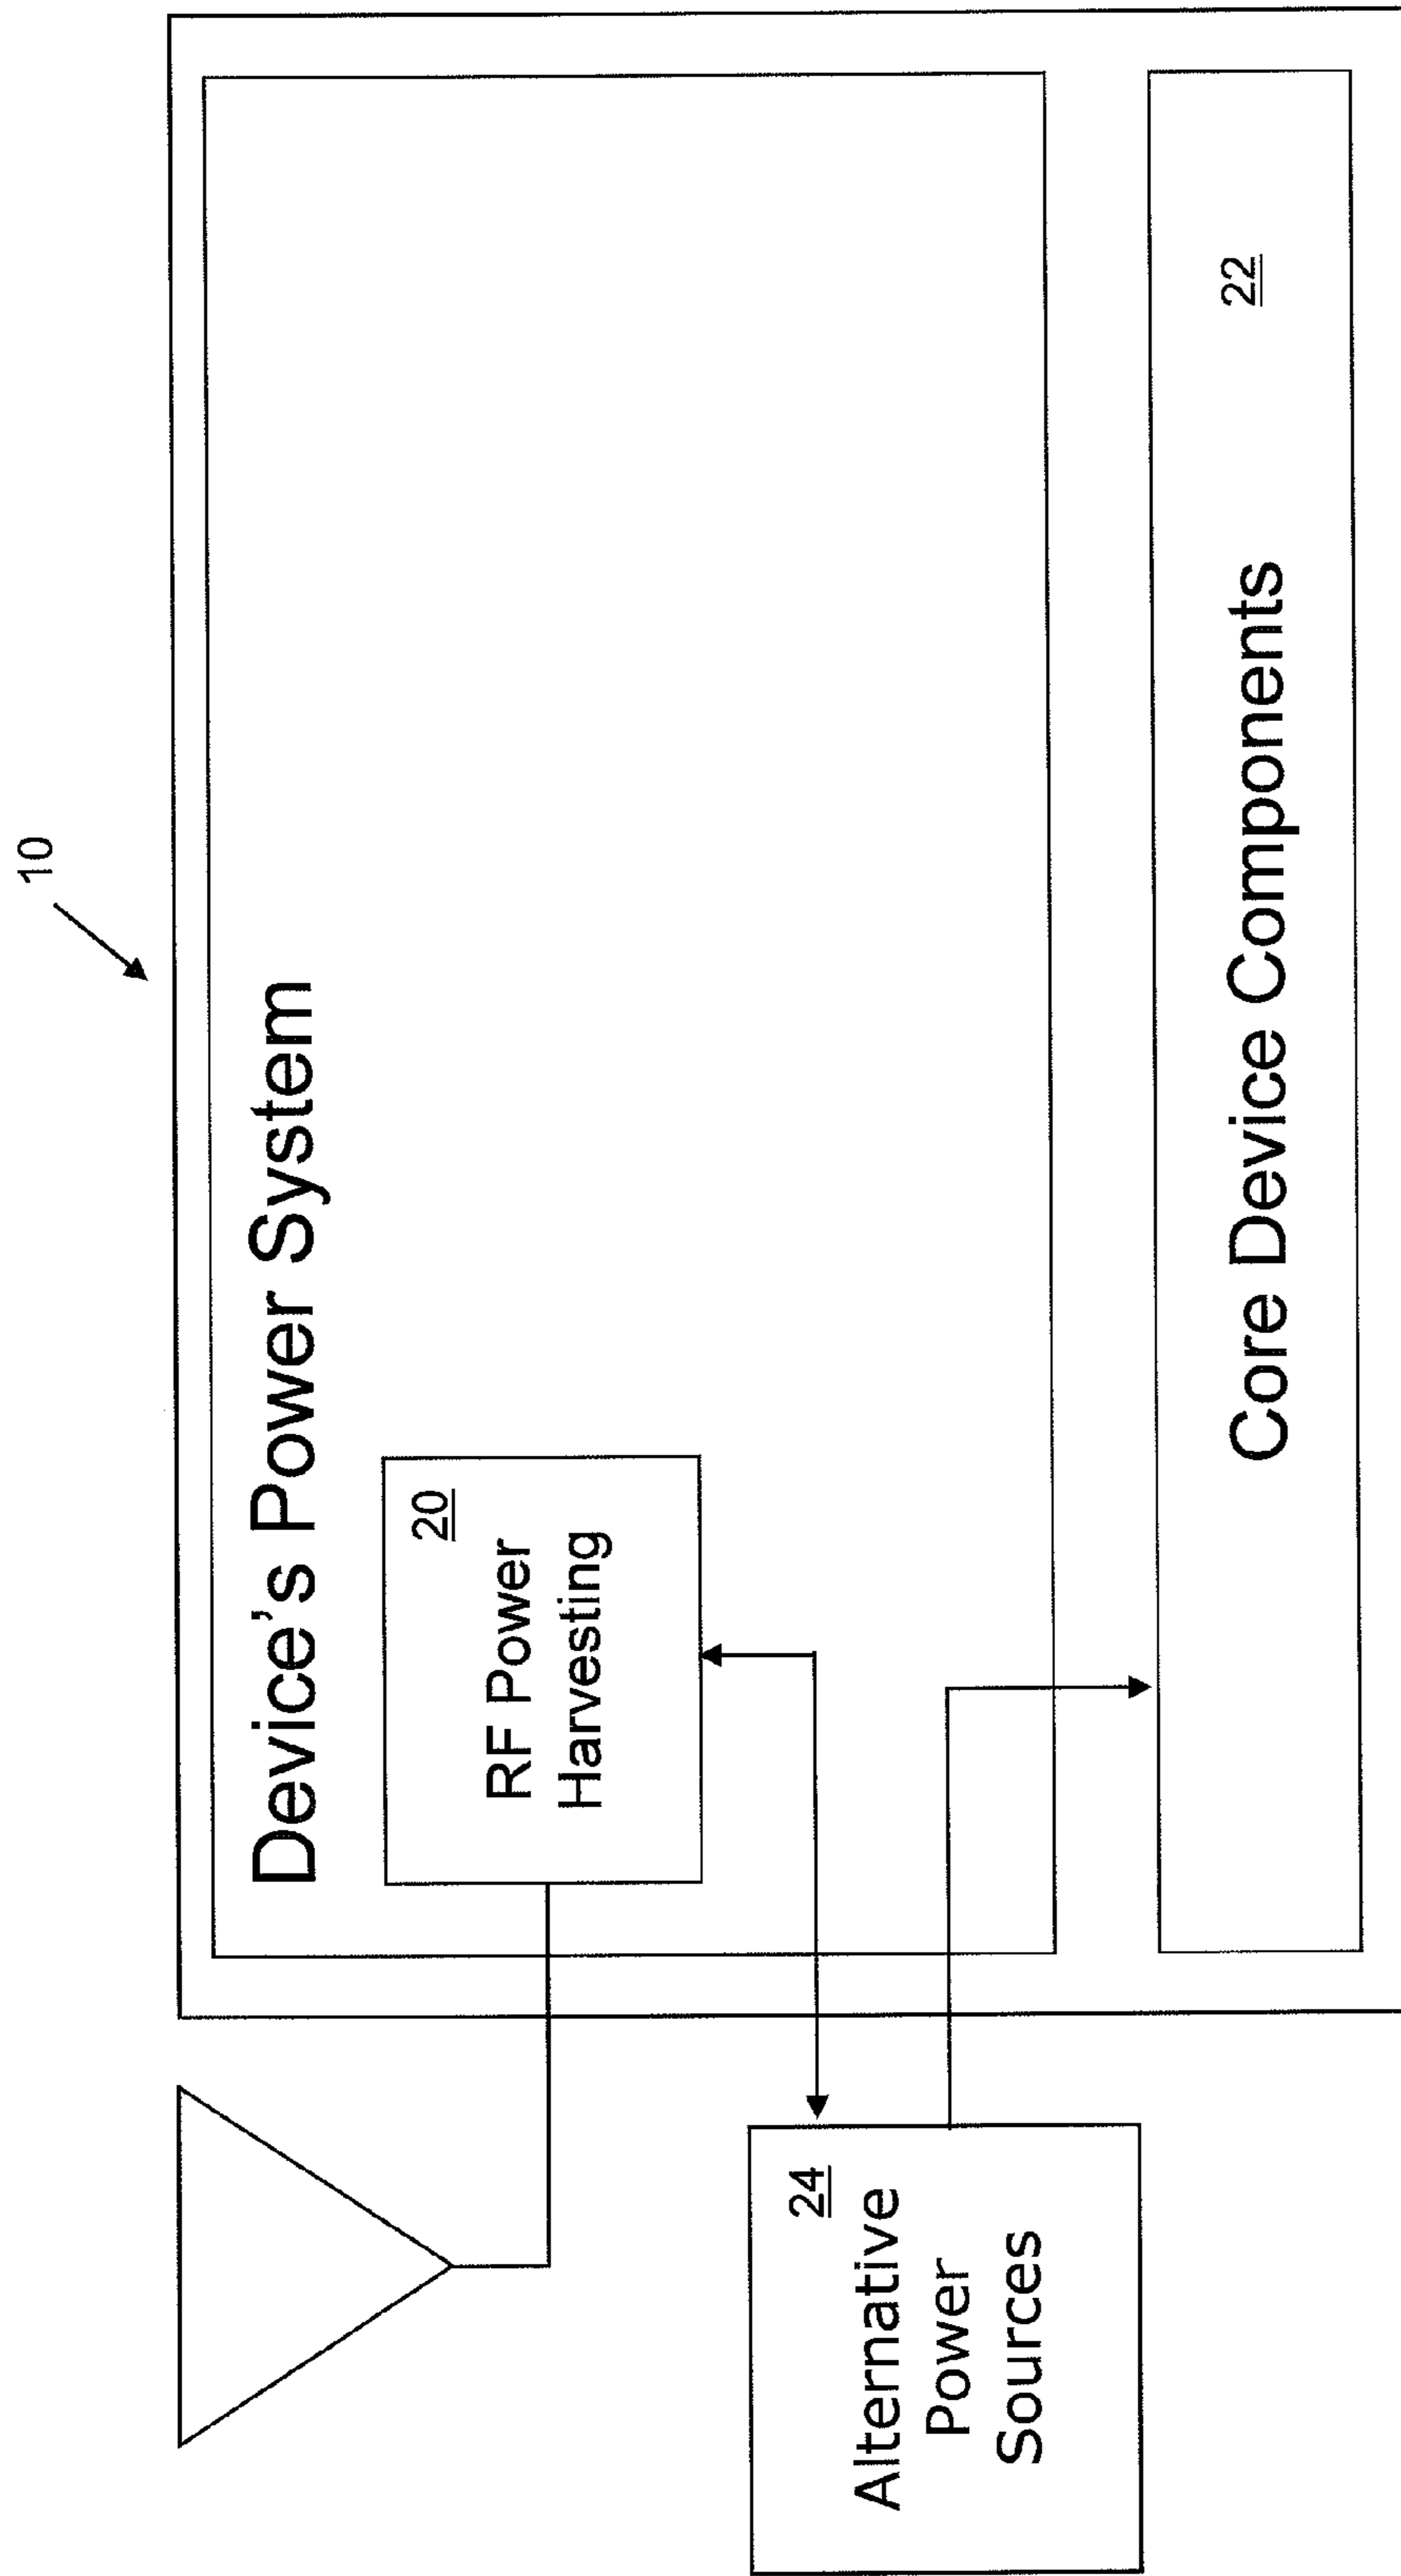 10
Device's Power System
20
RF Power
Harvesting
24
Alternative
Power
Sources
22
Core Device Components